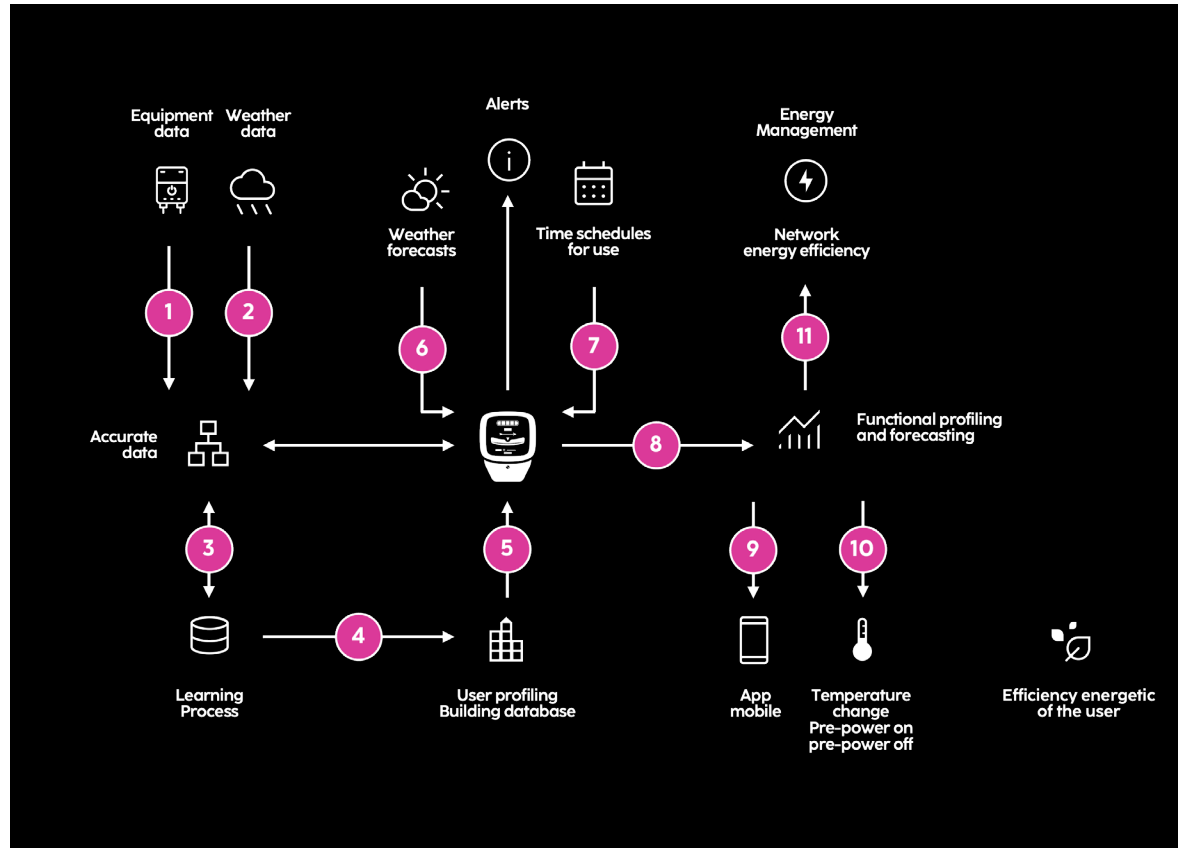 Equipment
data
Weather
data
Alerts
Energy
Management
Weather
forecasts
Time schedules
for use
Network
energy efficiency
1
2
6
7
11
Accurate
data
8
Functional profiling
and forecasting
3
5
9
10
4
Learning
Process
User profiling
Building database
App
mobile
Temperature
change
Pre-power on
pre-power off
Efficiency energetic
of the user